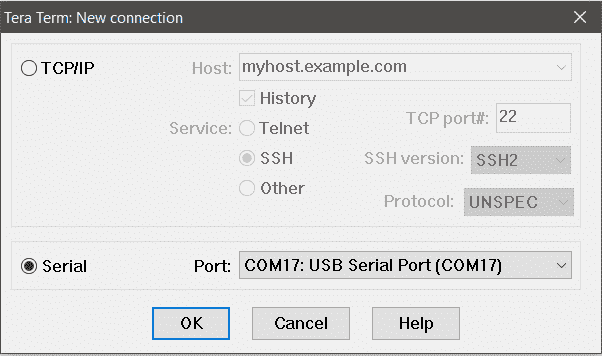 Tera Term: New connection
TCP/IP
Host: myhost.example.com
History
Service: Telnet
TCP port#: 22
SSH
SSH version: SSH2
Other
Protocol: UNSPEC
Serial
Port: COM17: USB Serial Port (COM17)
OK
Cancel
Help